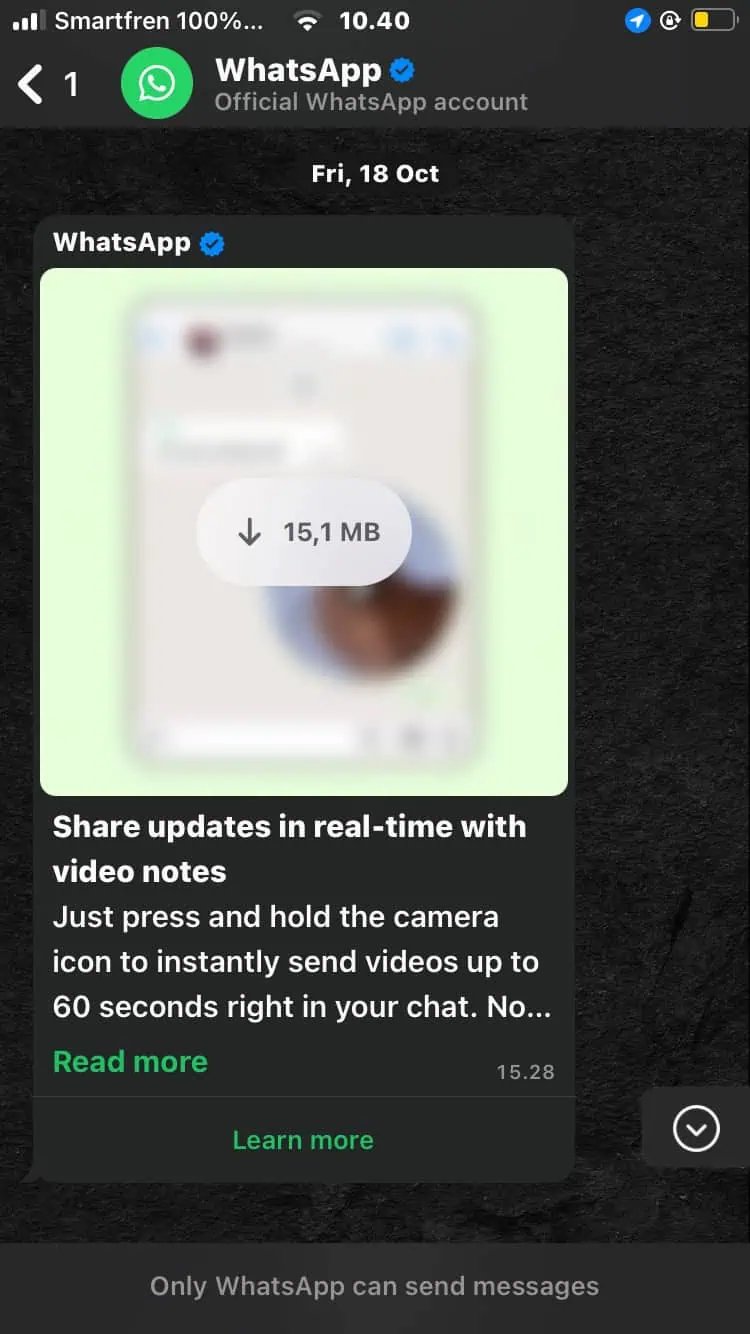 Smartfren 100%... 10.40
1 WhatsApp
Official WhatsApp account
Fri, 18 Oct
WhatsApp
15,1 MB
Share updates in real-time with
video notes
Just press and hold the camera
icon to instantly send videos up to
60 seconds right in your chat. No...
Read more
15.28
Learn more
Only WhatsApp can send messages